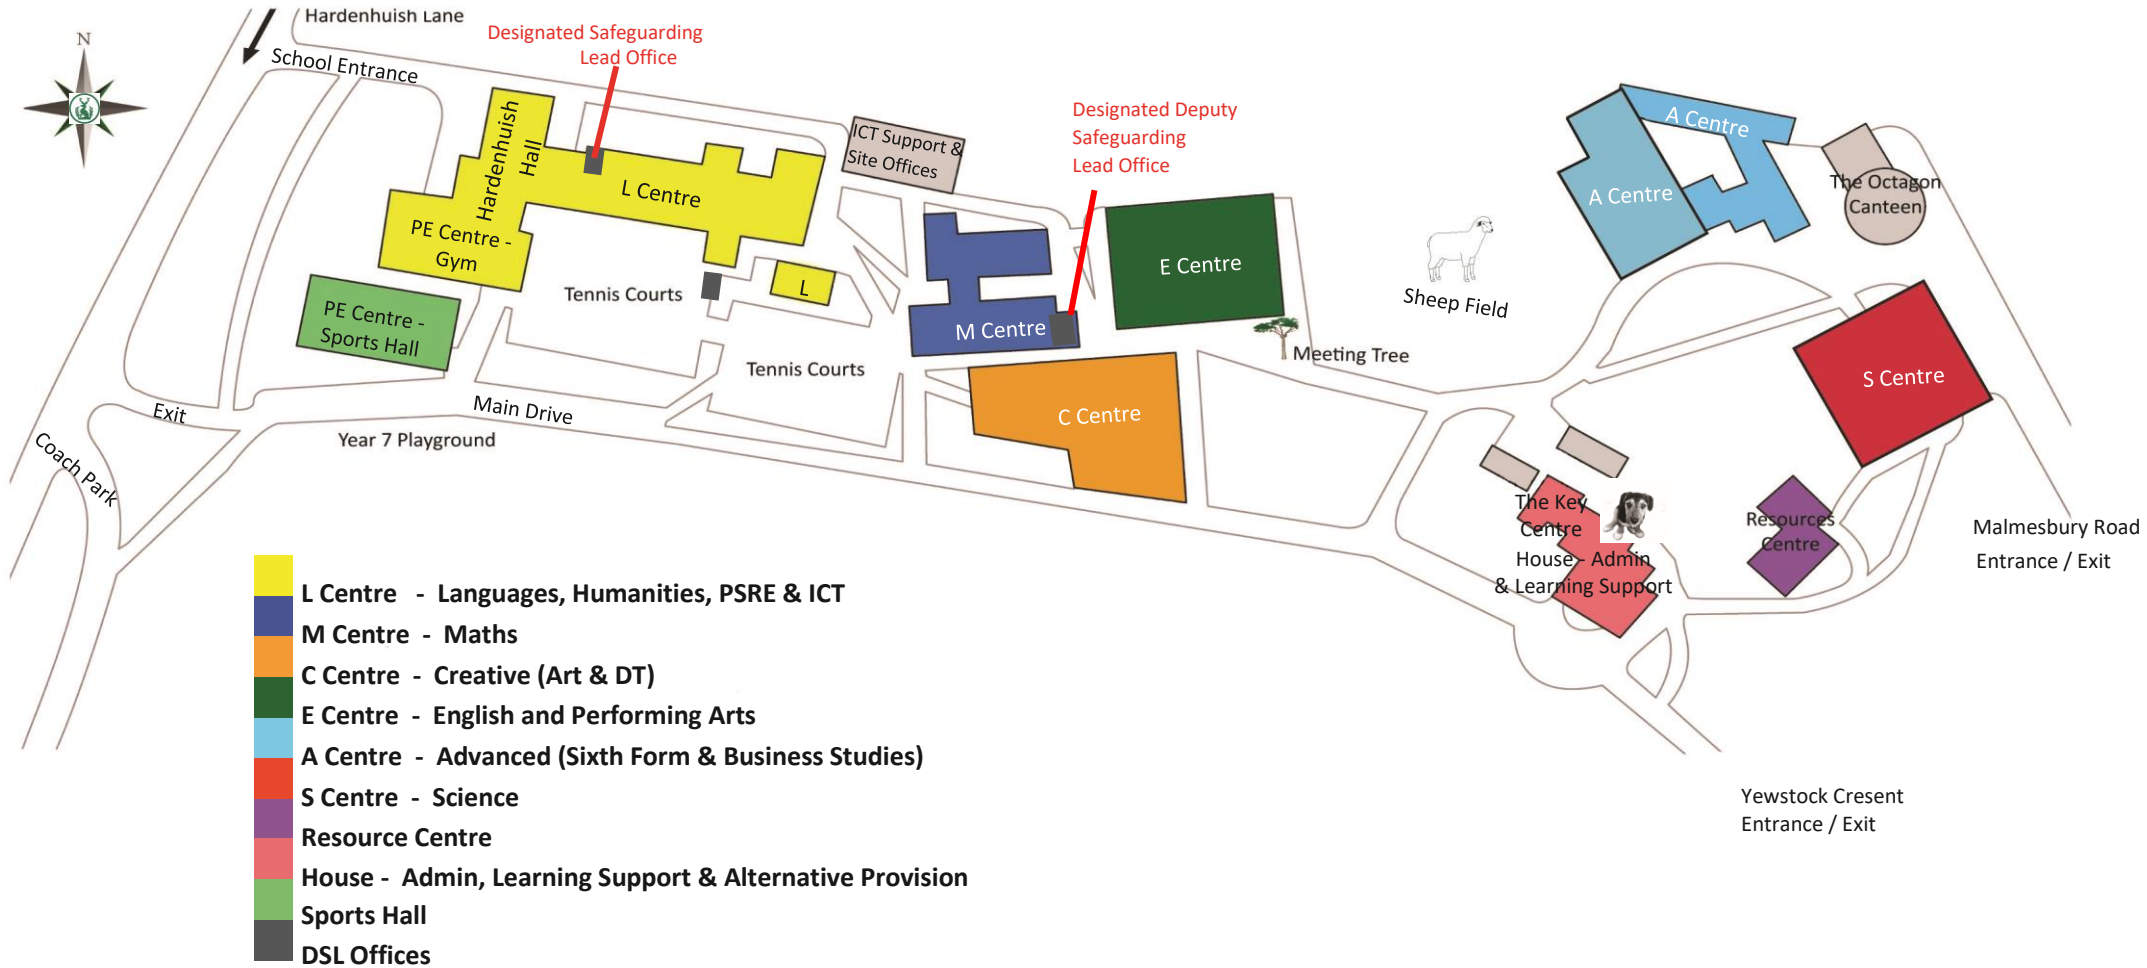 Hardenhuish Lane
N
School Entrance
Designated Safeguarding
Lead Office
Hardenhuish
Hall
L Centre
ICT Support &
Site Offices
Designated Deputy
Safeguarding
Lead Office
A Centre
A Centre
The Octagon
Canteen
PE Centre -
Gym
E Centre
Sheep Field
Tennis Courts
L
PE Centre -
Sports Hall
M Centre
Meeting Tree
Tennis Courts
S Centre
Exit
Main Drive
C Centre
Year 7 Playground
Coach Park
The Key
Centre
House - Admin
& Learning Support
Resources
Centre
Malmesbury Road
Entrance / Exit
Yewstock Cresent
Entrance / Exit
L Centre - Languages, Humanities, PSRE & ICT
M Centre - Maths
C Centre - Creative (Art & DT)
E Centre - English and Performing Arts
A Centre - Advanced (Sixth Form & Business Studies)
S Centre - Science
Resource Centre
House - Admin, Learning Support & Alternative Provision
Sports Hall
DSL Offices